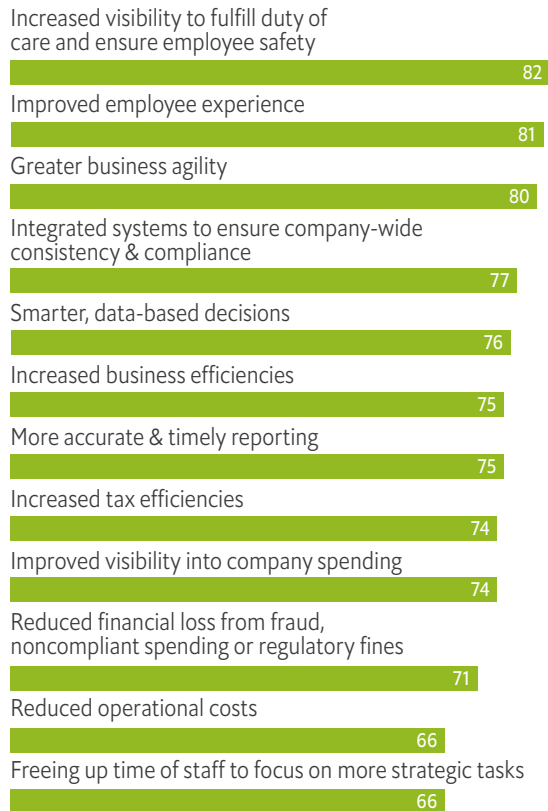 Increased visibility to fulfill duty of
care and ensure employee safety
82
Improved employee experience
81
Greater business agility
80
Integrated systems to ensure company-wide
consistency & compliance
77
Smarter, data-based decisions
76
Increased business efficiencies
75
More accurate & timely reporting
75
Increased tax efficiencies
74
Improved visibility into company spending
74
Reduced financial loss from fraud,
noncompliant spending or regulatory fines
71
Reduced operational costs
66
Freeing up time of staff to focus on more strategic tasks
66